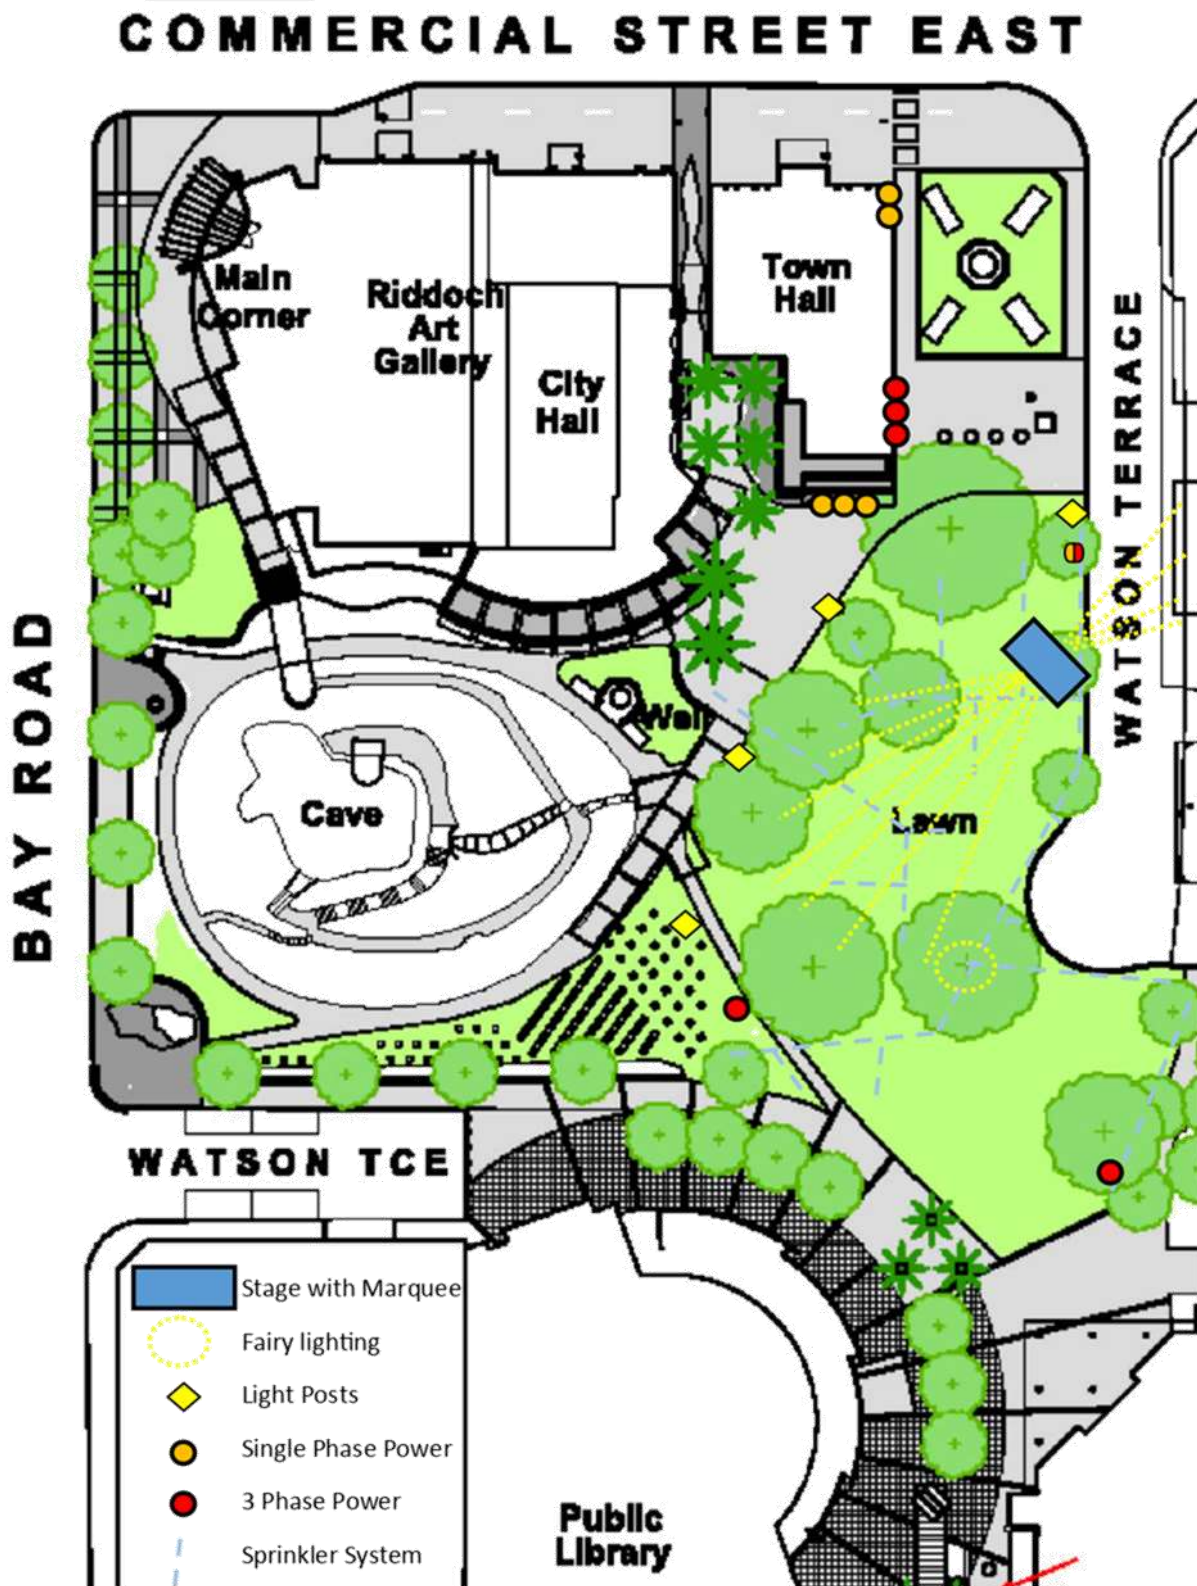 COMMERCIAL STREET EAST
Main
Corner
Riddoch
Art
Gallery
City
Hall
Town
Hall
WATSON TERRACE
BAY ROAD
Well
Cave
Lawn
WATSON TCE
Stage with Marquee
Fairy lighting
Light Posts
Single Phase Power
3 Phase Power
Sprinkler System
Public
Library